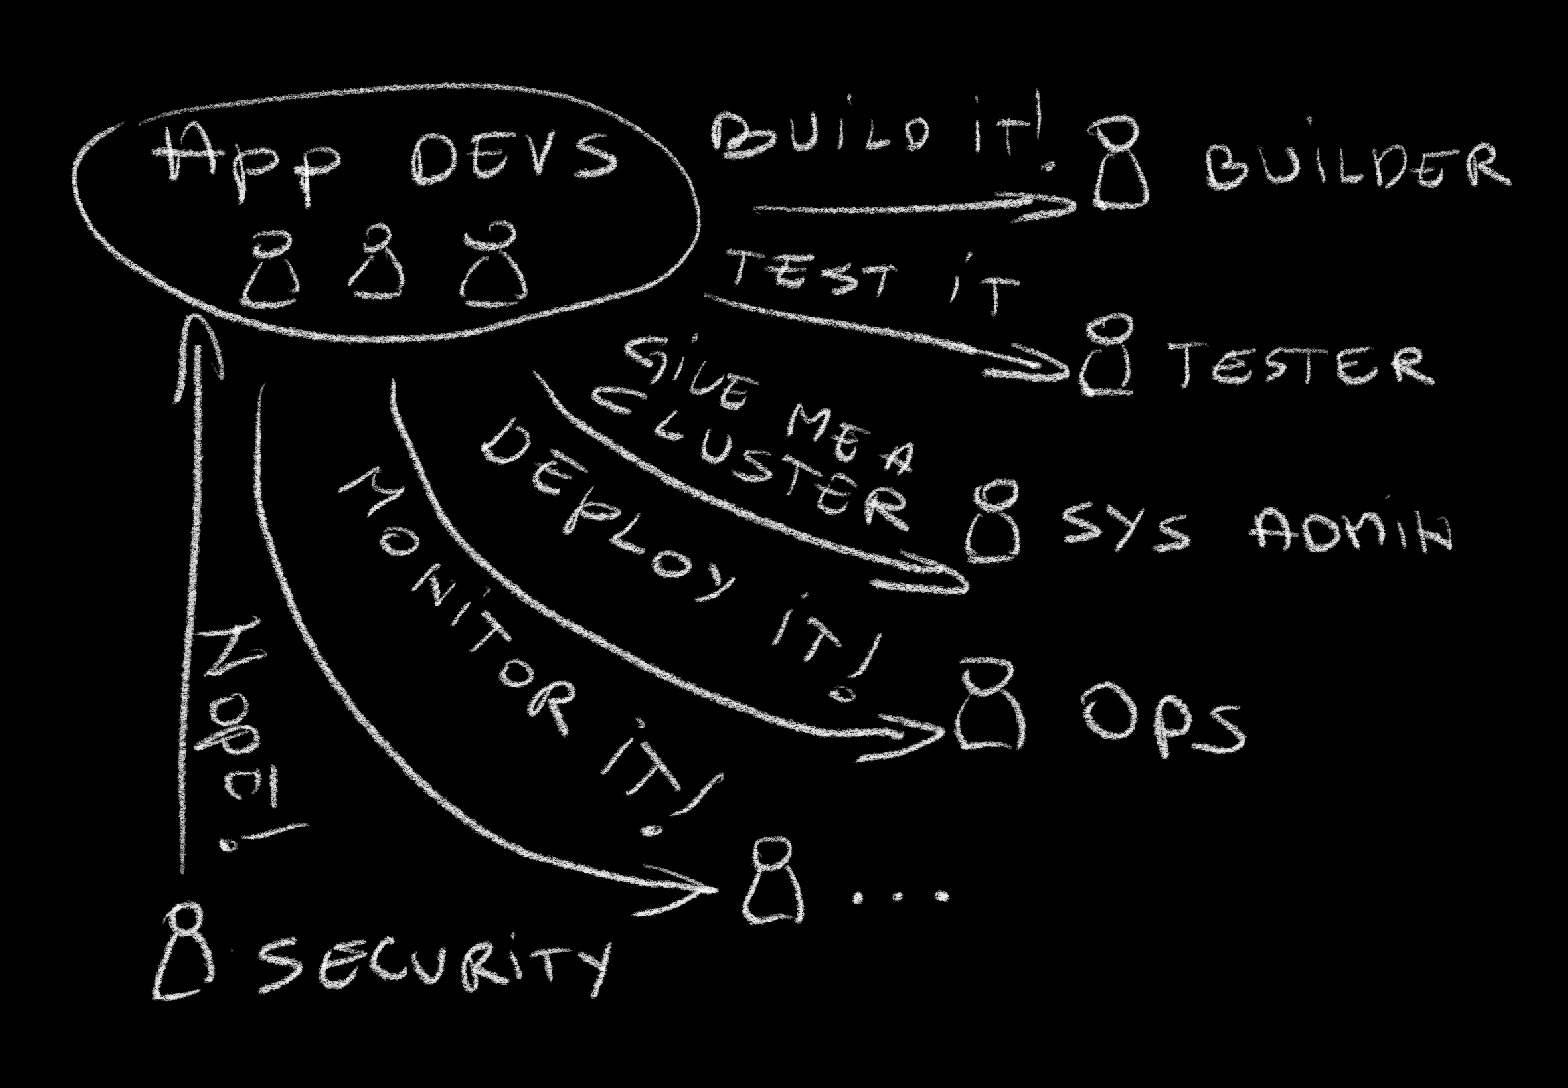 App DEVS
BUiLD iT!
BUiLDER
TEST iT
TESTER
GiVE ME A
CLUSTER
SYS ADMiN
DEPLOY iT!
OPS
MONiTOR iT!
...
NOPE!
SECURiTY